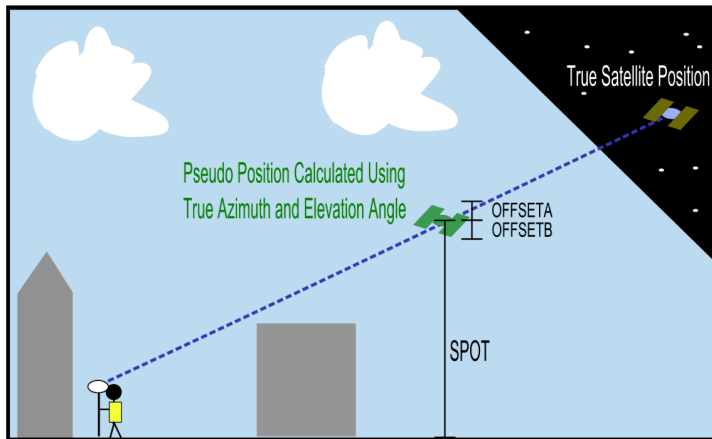 True Satellite Position
Pseudo Position Calculated Using
True Azimuth and Elevation Angle
OFFSETA
OFFSETB
SPOT